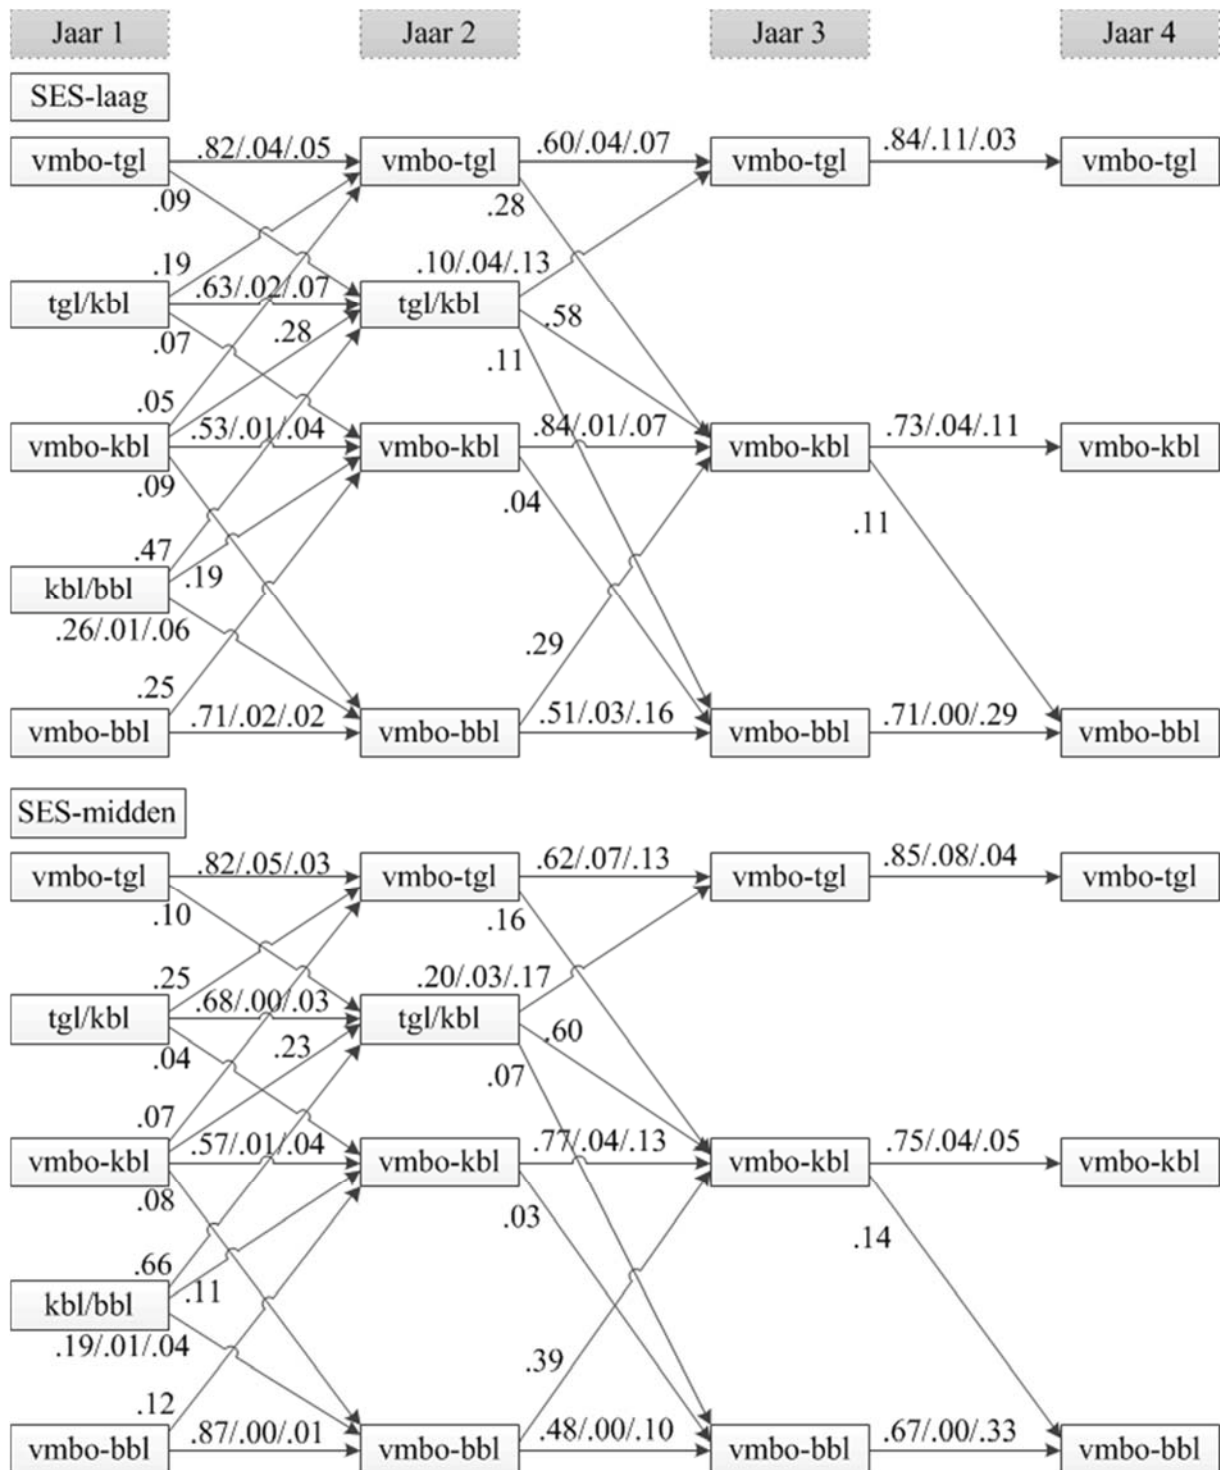 Jaar 1 Jaar 2 Jaar 3 Jaar 4
SES-laag
vmbo-tgl .82/.04/.05 vmbo-tgl .60/.04/.07 vmbo-tgl .84/.11/.03 vmbo-tgl
.09 .28
.19 .10/.04/.13
tgl/kbl .63/.02/.07 tgl/kbl .58
.07 .28 .11
.05
vmbo-kbl .53/.01/.04 vmbo-kbl .84/.01/.07 vmbo-kbl .73/.04/.11 vmbo-kbl
.09 .04 .11
.47
kbl/bbl .19
.26/.01/.06 .29
.25
vmbo-bbl .71/.02/.02 vmbo-bbl .51/.03/.16 vmbo-bbl .71/.00/.29 vmbo-bbl
SES-midden
vmbo-tgl .82/.05/.03 vmbo-tgl .62/.07/.13 vmbo-tgl .85/.08/.04 vmbo-tgl
.10 .16
.25 .20/.03/.17
tgl/kbl .68/.00/.03 tgl/kbl .60
.04 .23 .07
.07
vmbo-kbl .57/.01/.04 vmbo-kbl .77/.04/.13 vmbo-kbl .75/.04/.05 vmbo-kbl
.08 .03 .14
.66
kbl/bbl .11
.19/.01/.04 .39
.12
vmbo-bbl .87/.00/.01 vmbo-bbl .48/.00/.10 vmbo-bbl .67/.00/.33 vmbo-bbl